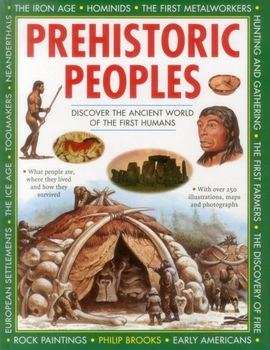 THE IRON AGE • HOMINIDS • THE FIRST METALWORKERS
HUNTING AND GATHERING • THE FIRST FARMERS • THE DISCOVERY OF FIRE
EUROPEAN SETTLEMENTS • THE ICE AGE • TOOLMAKERS • NEANDERTHALS
PREHISTORIC
PEOPLES
DISCOVER THE ANCIENT WORLD
OF THE FIRST HUMANS
• What people ate,
where they lived
and how they
survived
• With over 250
illustrations, maps
and photographs
ROCK PAINTINGS • PHILIP BROOKS • EARLY AMERICANS